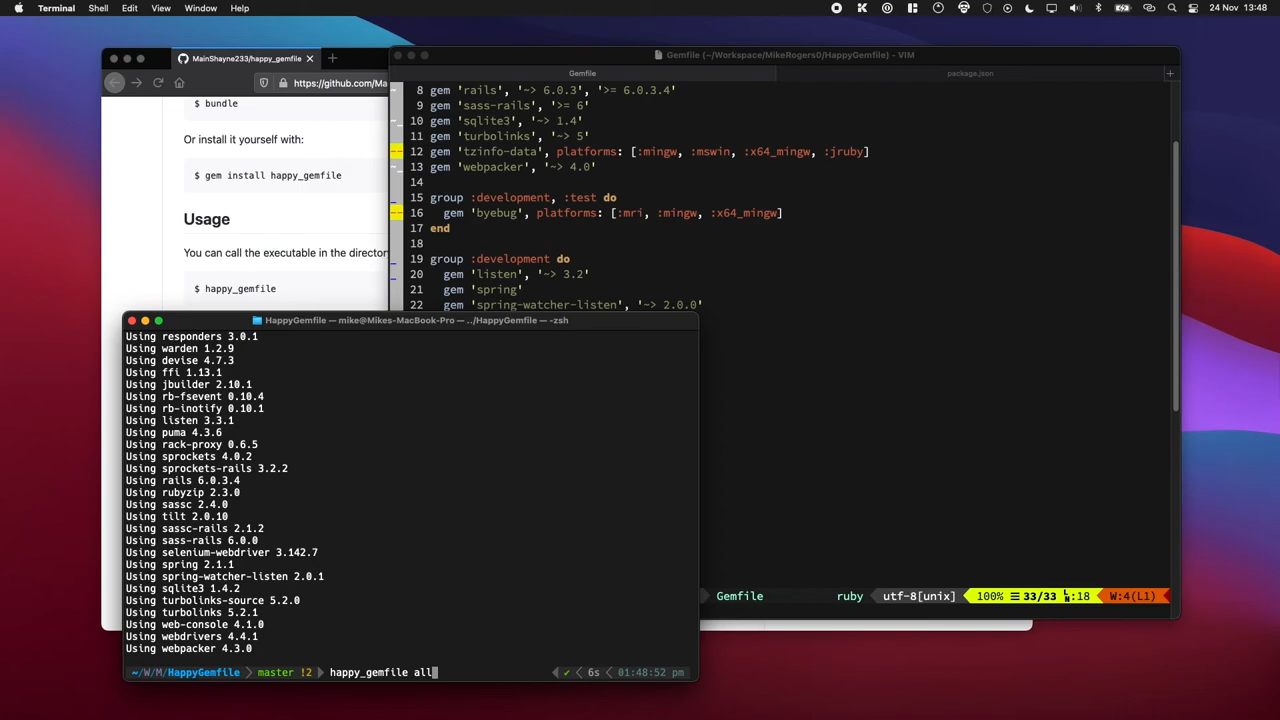 Terminal Shell Edit View Window Help 24 Nov 13:48
MainShayne233/happy_gemfile
https://github.com/Ma
$ bundle
Or install it yourself with:
$ gem install happy_gemfile
Usage
You can call the executable in the directory
$ happy_gemfile
Gemfile (~/Workspace/MikeRogers0/HappyGemfile) - VIM
Gemfile package.json
8 gem 'rails', '~> 6.0.3', '>= 6.0.3.4'
9 gem 'sass-rails', '>= 6'
10 gem 'sqlite3', '~> 1.4'
11 gem 'turbolinks', '~> 5'
12 gem 'tzinfo-data', platforms: [:mingw, :mswin, :x64_mingw, :jruby]
13 gem 'webpacker', '~> 4.0'
14
15 group :development, :test do
16 gem 'byebug', platforms: [:mri, :mingw, :x64_mingw]
17 end
18
19 group :development do
20 gem 'listen', '~> 3.2'
21 gem 'spring'
22 gem 'spring-watcher-listen', '~> 2.0.0'
Gemfile ruby utf-8[unix] 100% ☰ 33/33 :18 W:4(L1)
HappyGemfile — mike@Mikes-MacBook-Pro — ../HappyGemfile — -zsh
Using responders 3.0.1
Using warden 1.2.9
Using devise 4.7.3
Using ffi 1.13.1
Using jbuilder 2.10.1
Using rb-fsevent 0.10.4
Using rb-inotify 0.10.1
Using listen 3.3.1
Using puma 4.3.6
Using rack-proxy 0.6.5
Using sprockets 4.0.2
Using sprockets-rails 3.2.2
Using rails 6.0.3.4
Using rubyzip 2.3.0
Using sassc 2.4.0
Using tilt 2.0.10
Using sassc-rails 2.1.2
Using sass-rails 6.0.0
Using selenium-webdriver 3.142.7
Using spring 2.1.1
Using spring-watcher-listen 2.0.1
Using sqlite3 1.4.2
Using turbolinks-source 5.2.0
Using turbolinks 5.2.1
Using web-console 4.1.0
Using webdrivers 4.4.1
Using webpacker 4.3.0
~/W/M/HappyGemfile master !2 happy_gemfile all ✓ 6s 01:48:52 pm